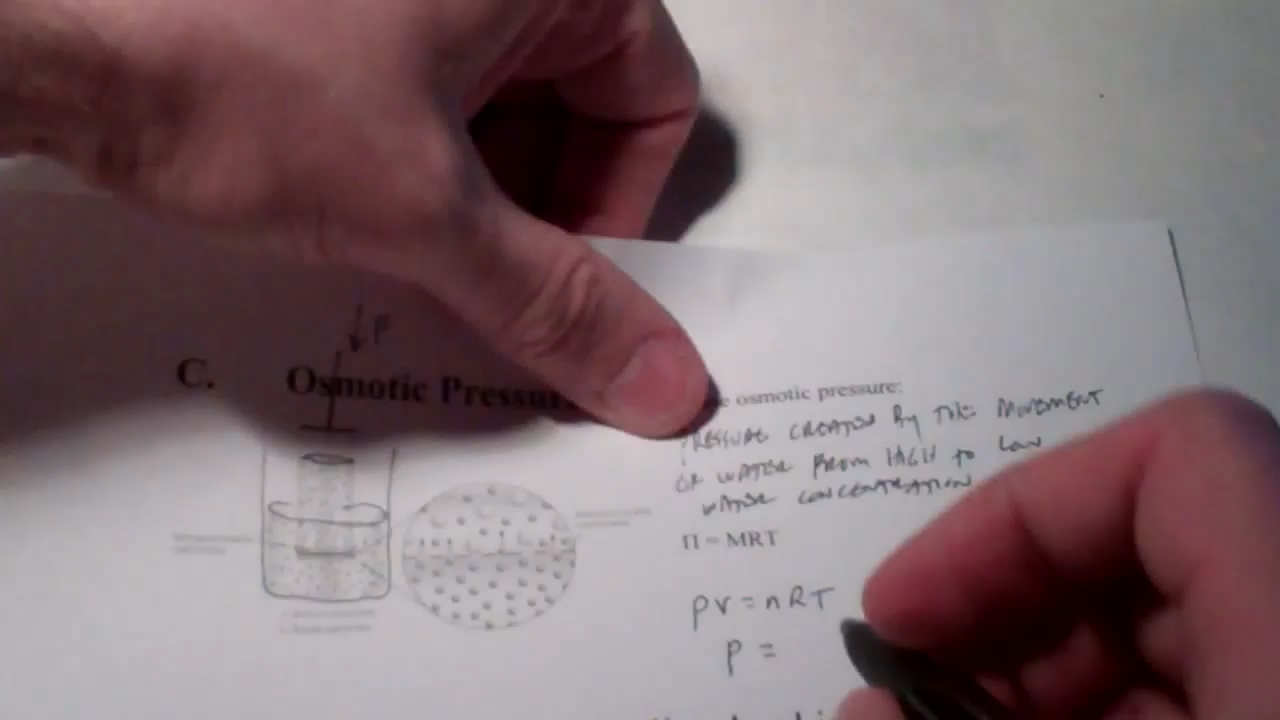 ↓ P
C. Osmotic Pressur
osmotic pressure:
PRESSURE CREATED BY THE MOVEMENT
OF WATER FROM HIGH to LOW
WATER CONCENTRATION
Π = MRT
PV = nRT
P =